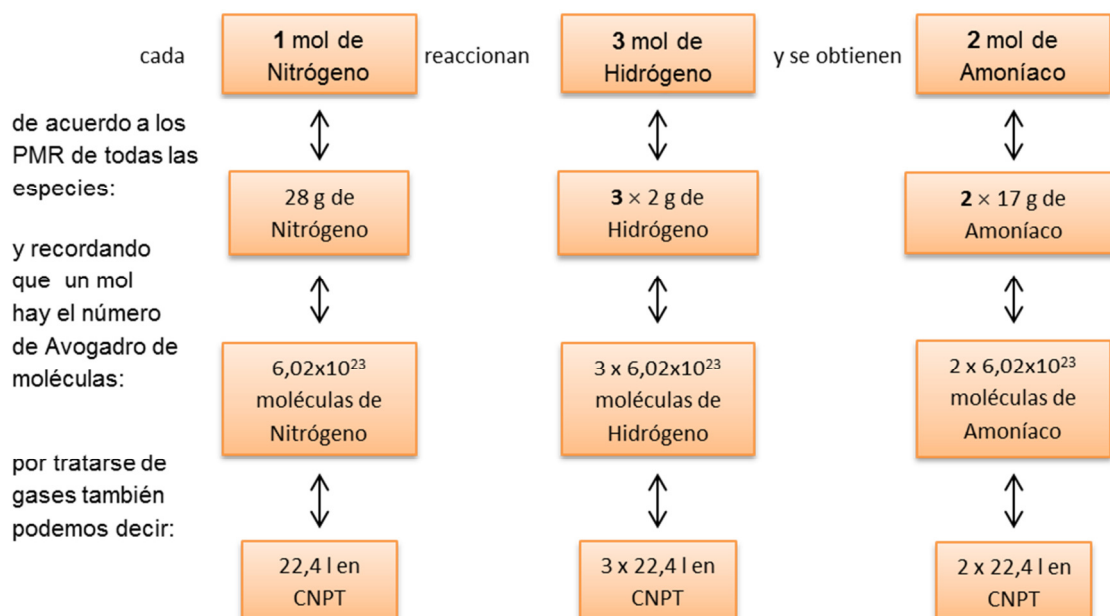 cada
1 mol de
Nitrógeno
reaccionan
3 mol de
Hidrógeno
y se obtienen
2 mol de
Amoníaco
de acuerdo a los
PMR de todas las
especies:
28 g de
Nitrógeno
3 × 2 g de
Hidrógeno
2 × 17 g de
Amoníaco
y recordando
que un mol
hay el número
de Avogadro de
moléculas:
6,02x10²³
moléculas de
Nitrógeno
3 x 6,02x10²³
moléculas de
Hidrógeno
2 x 6,02x10²³
moléculas de
Amoníaco
por tratarse de
gases también
podemos decir:
22,4 l en
CNPT
3 x 22,4 l en
CNPT
2 x 22,4 l en
CNPT